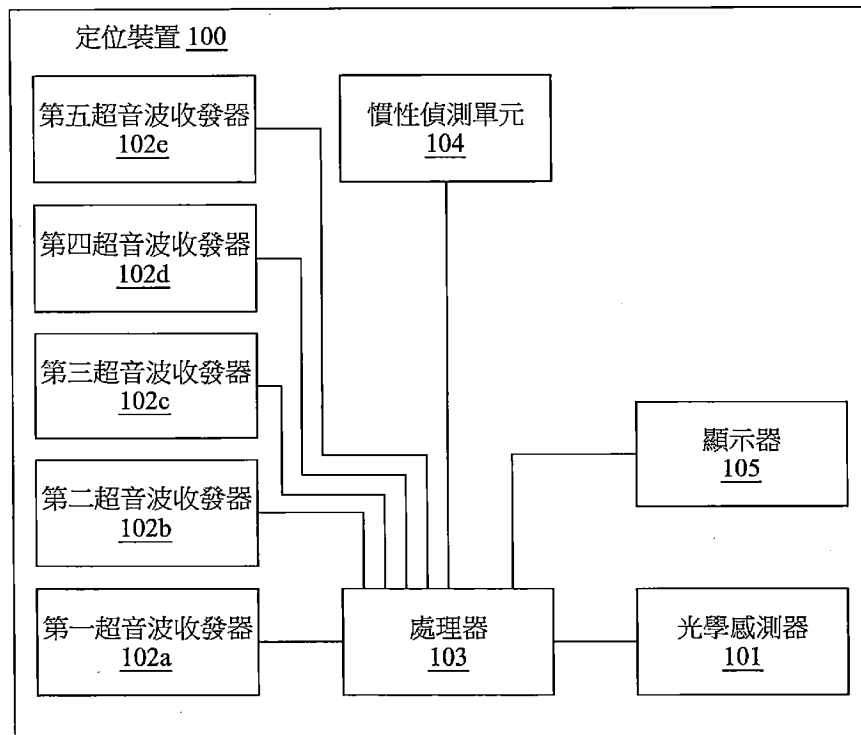 定位裝置 100
第五超音波收發器
102e
慣性偵測單元
104
第四超音波收發器
102d
第三超音波收發器
102c
顯示器
105
第二超音波收發器
102b
第一超音波收發器
102a
處理器
103
光學感測器
101